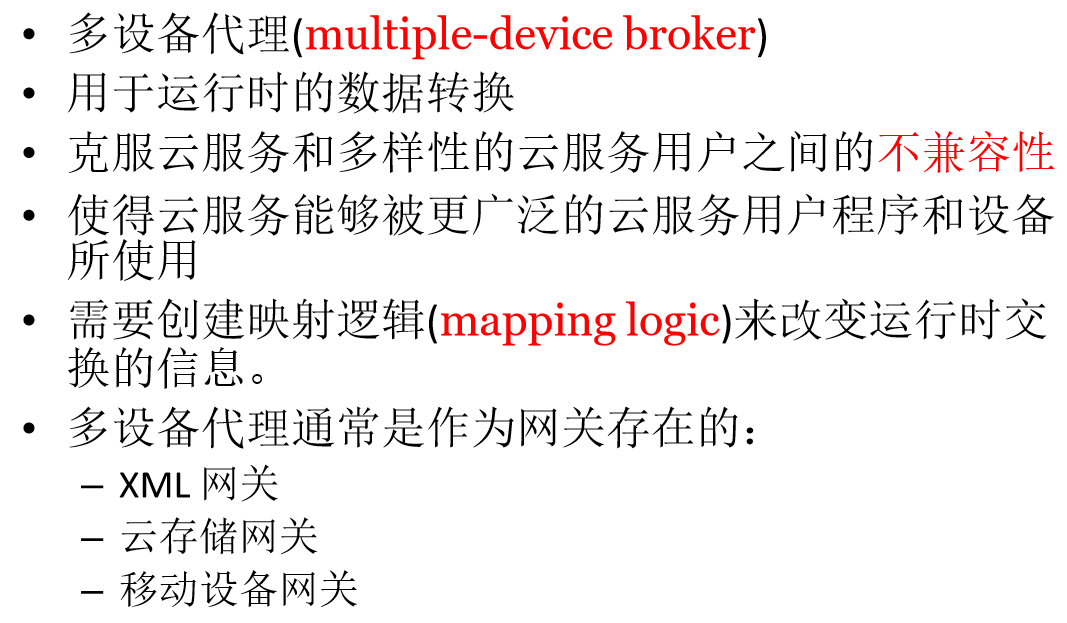 • 多设备代理(multiple-device broker)
• 用于运行时的数据转换
• 克服云服务和多样性的云服务用户之间的不兼容性
• 使得云服务能够被更广泛的云服务用户程序和设备
所使用
• 需要创建映射逻辑(mapping logic)来改变运行时交
换的信息。
• 多设备代理通常是作为网关存在的：
– XML 网关
– 云存储网关
– 移动设备网关